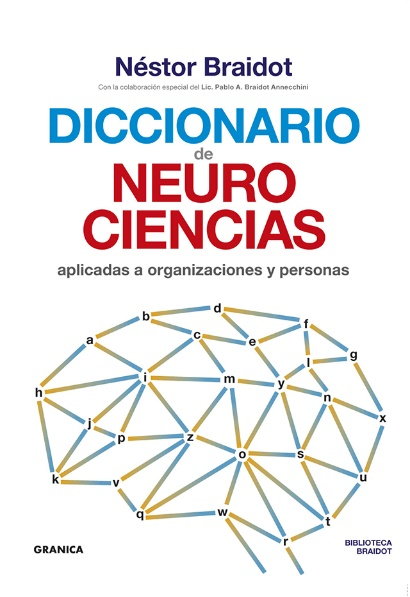 Néstor Braidot
Con la colaboración especial del Lic. Pablo A. Braidot Annecchini
DICCIONARIO
de
NEURO
CIENCIAS
aplicadas a organizaciones y personas
d
b
f
a
c
e
g
l
i
m
y
h
n
x
j
p
z
o
s
k
v
u
q
w
t
r
GRANICA
BIBLIOTECA
BRAIDOT